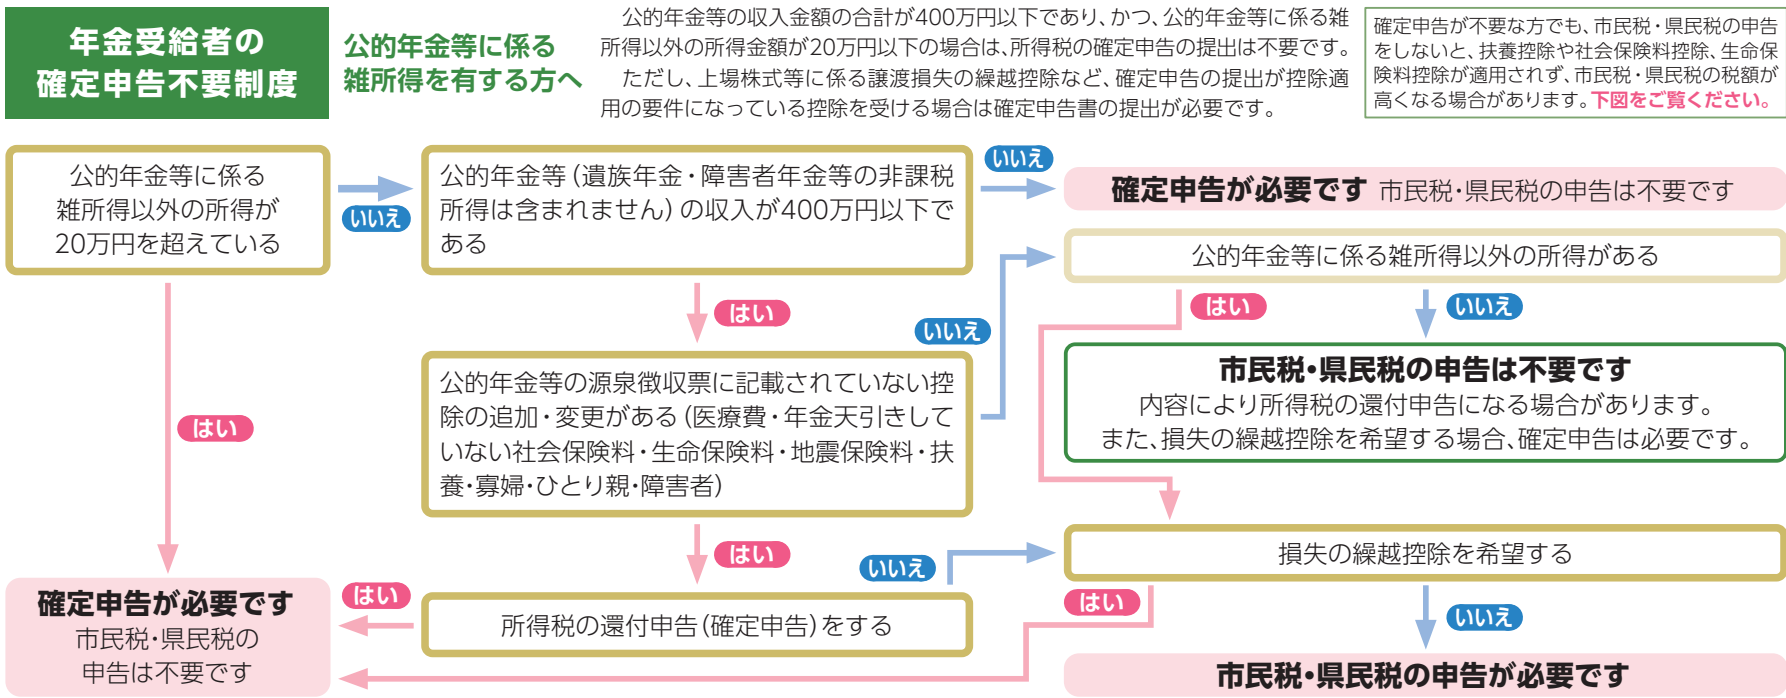 年金受給者の
確定申告不要制度
公的年金等に係る
雑所得を有する方へ
公的年金等の収入金額の合計が400万円以下であり、かつ、公的年金等に係る雑
所得以外の所得金額が20万円以下の場合は、所得税の確定申告の提出は不要です。
ただし、上場株式等に係る譲渡損失の繰越控除など、確定申告の提出が控除適
用の要件になっている控除を受ける場合は確定申告書の提出が必要です。
確定申告が不要な方でも、市民税・県民税の申告
をしないと、扶養控除や社会保険料控除、生命保
険料控除が適用されず、市民税・県民税の税額が
高くなる場合があります。下図をご覧ください。
公的年金等に係る
雑所得以外の所得が
20万円を超えている
いいえ
公的年金等(遺族年金・障害者年金等の非課税
所得は含まれません)の収入が400万円以下で
ある
いいえ
確定申告が必要です 市民税・県民税の申告は不要です
公的年金等に係る雑所得以外の所得がある
はい
いいえ
はい
いいえ
市民税・県民税の申告は不要です
内容により所得税の還付申告になる場合があります。
また、損失の繰越控除を希望する場合、確定申告は必要です。
公的年金等の源泉徴収票に記載されていない控
除の追加・変更がある(医療費・年金天引きして
いない社会保険料・生命保険料・地震保険料・扶
養・寡婦・ひとり親・障害者)
はい
はい
いいえ
損失の繰越控除を希望する
確定申告が必要です
市民税・県民税の
申告は不要です
はい
所得税の還付申告(確定申告)をする
はい
いいえ
市民税・県民税の申告が必要です